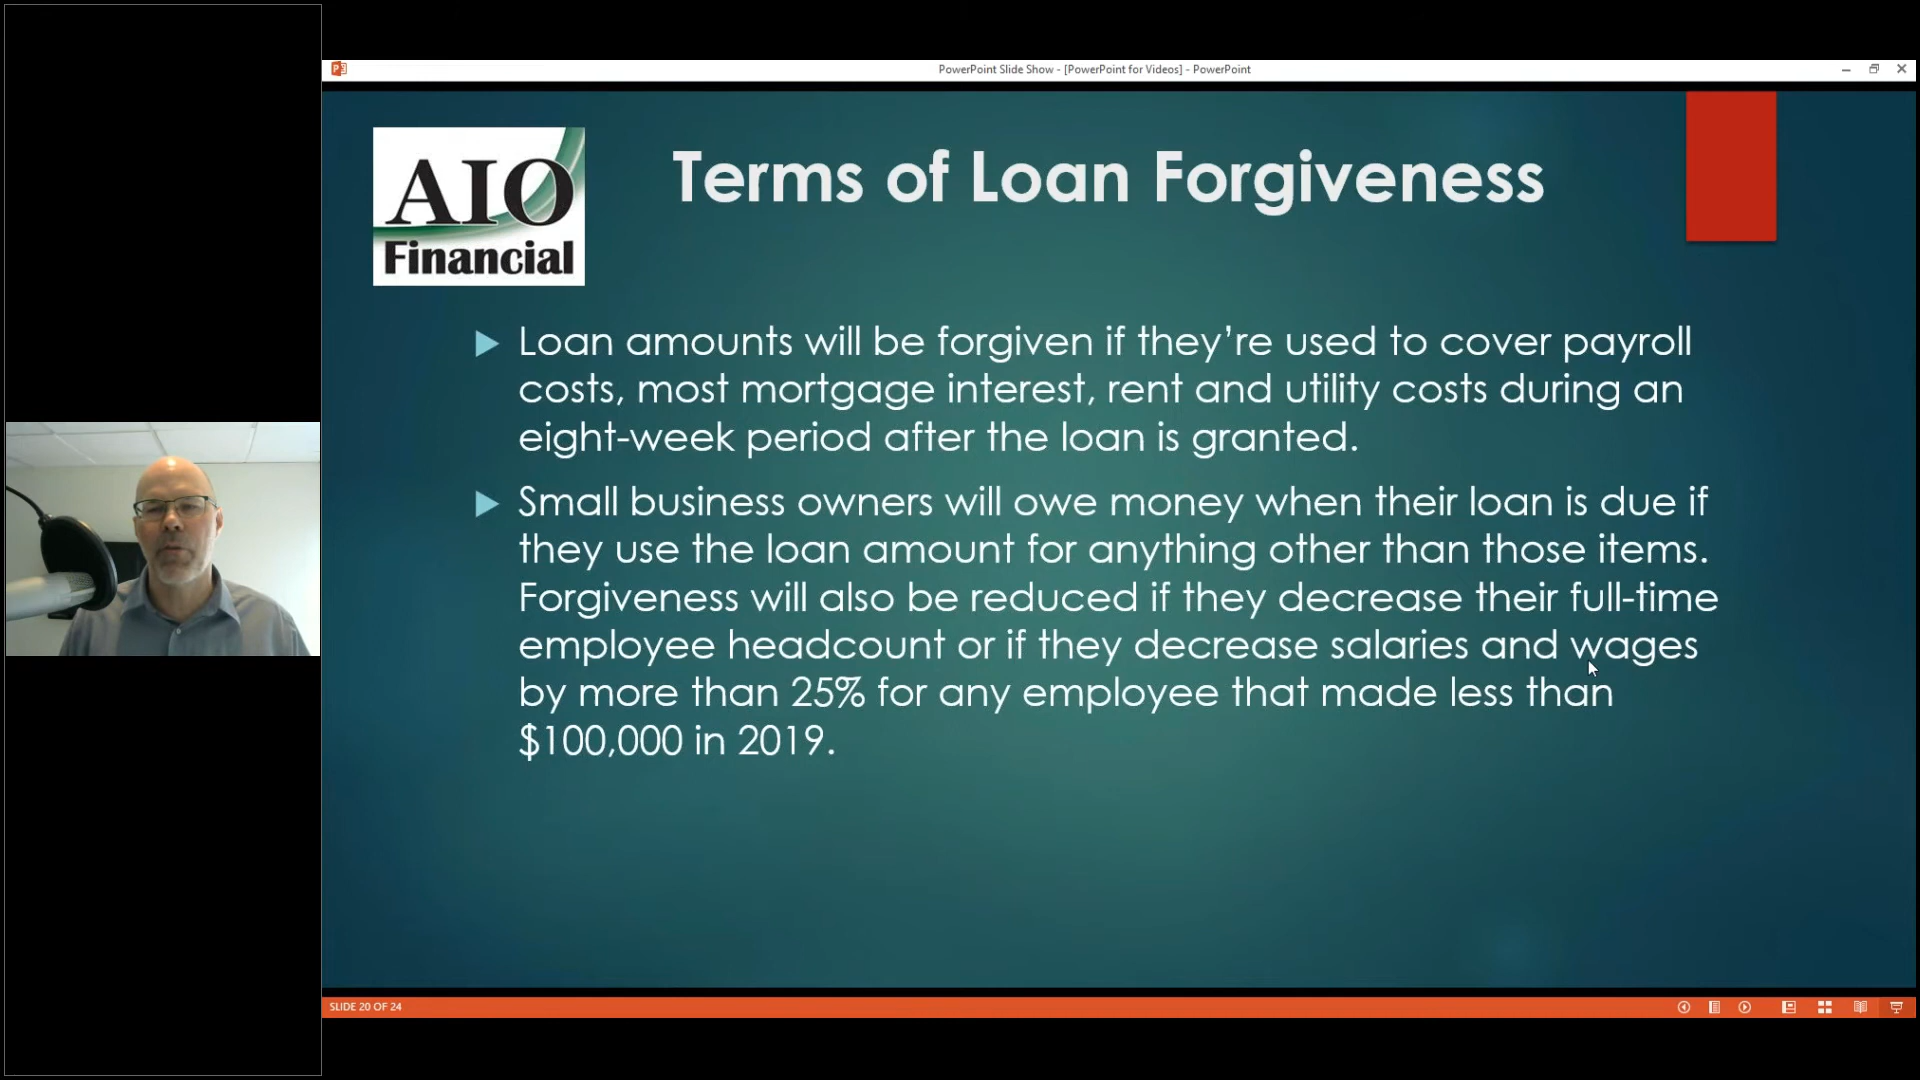 PowerPoint Slide Show - [PowerPoint for Videos] - PowerPoint
AIO
Financial
Terms of Loan Forgiveness
Loan amounts will be forgiven if they’re used to cover payroll
costs, most mortgage interest, rent and utility costs during an
eight-week period after the loan is granted.
Small business owners will owe money when their loan is due if
they use the loan amount for anything other than those items.
Forgiveness will also be reduced if they decrease their full-time
employee headcount or if they decrease salaries and wages
by more than 25% for any employee that made less than
$100,000 in 2019.
SLIDE 20 OF 24